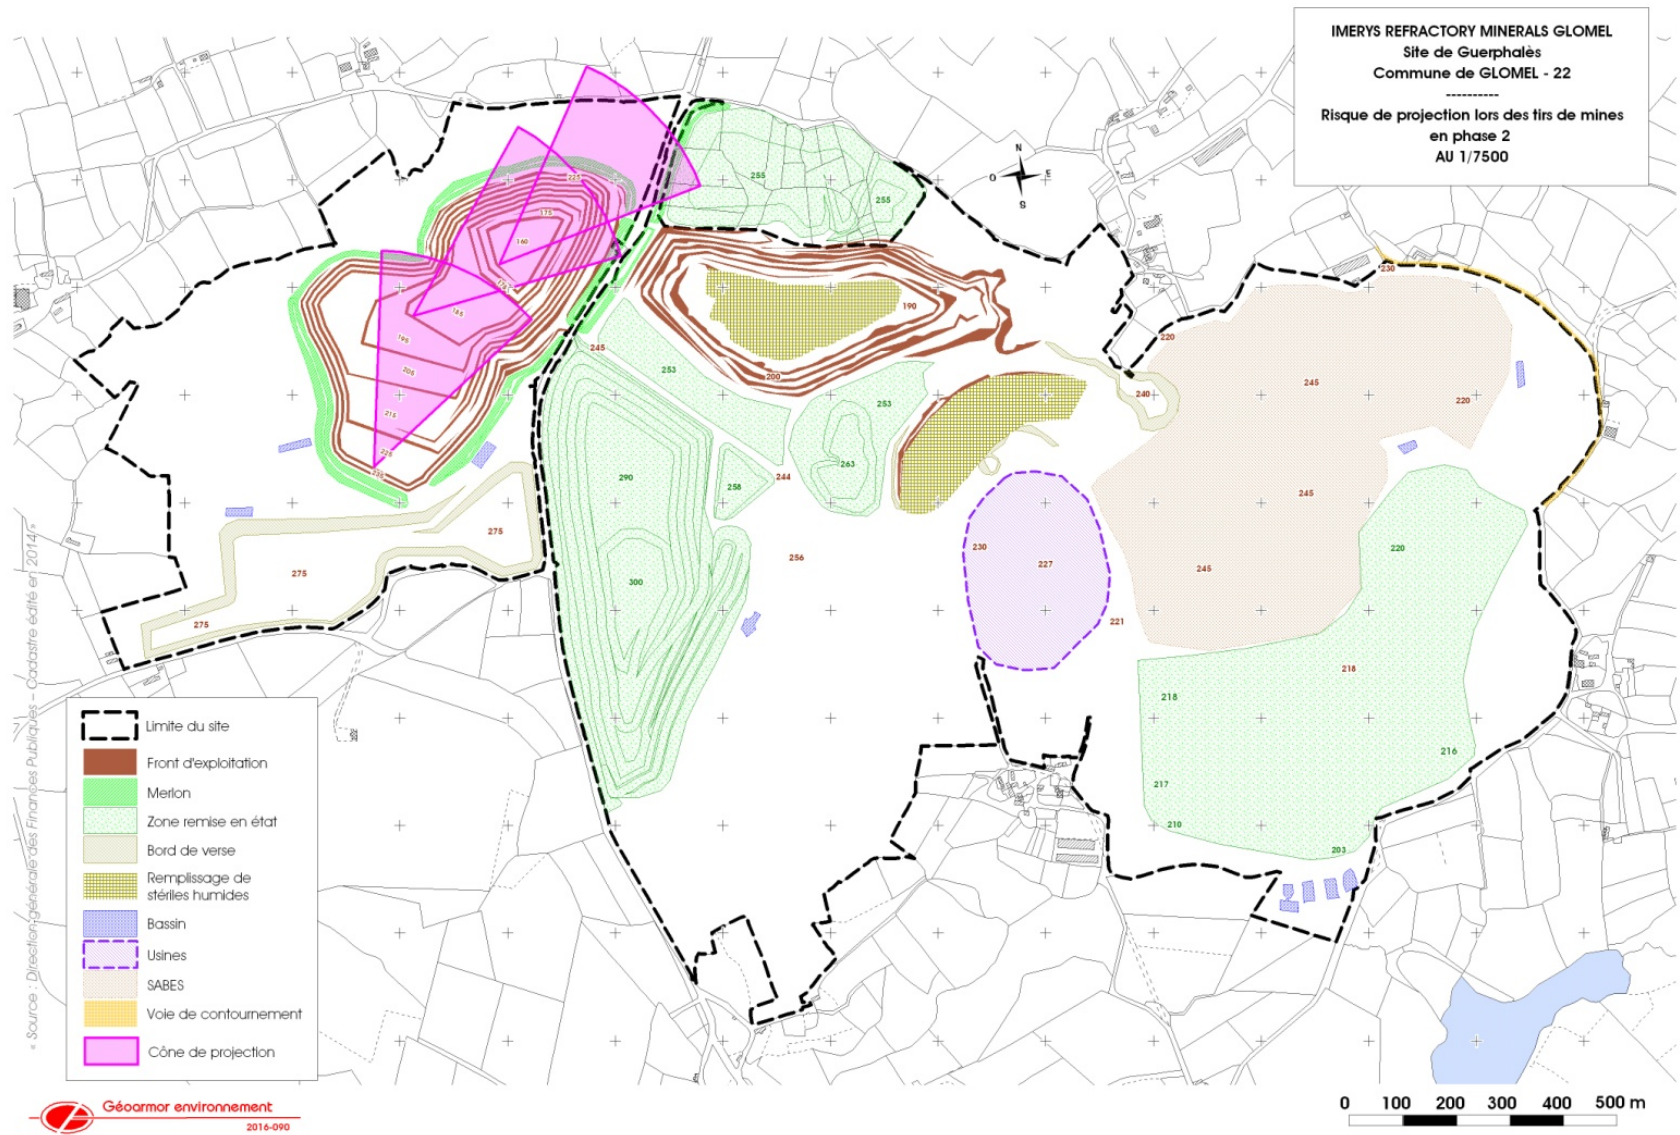 IMERYS REFRACTORY MINERALS GLOMEL
Site de Guerphalès
Commune de GLOMEL - 22
----------
Risque de projection lors des tirs de mines
en phase 2
AU 1/7500
N
O
E
S
255
255
225
175
160
175
185
195
205
215
225
235
190
200
245
253
253
263
244
258
290
300
256
275
275
275
230
220
220
240
245
245
245
220
230
227
221
218
218
216
217
210
203
Limite du site
Front d'exploitation
Merlon
Zone remise en état
Bord de verse
Remplissage de
stériles humides
Bassin
Usines
SABES
Voie de contournement
Cône de projection
« Source : Direction générale des Finances Publiques - Cadastre édité en 2014 »
Géoarmor environnement
2016-090
0 100 200 300 400 500 m